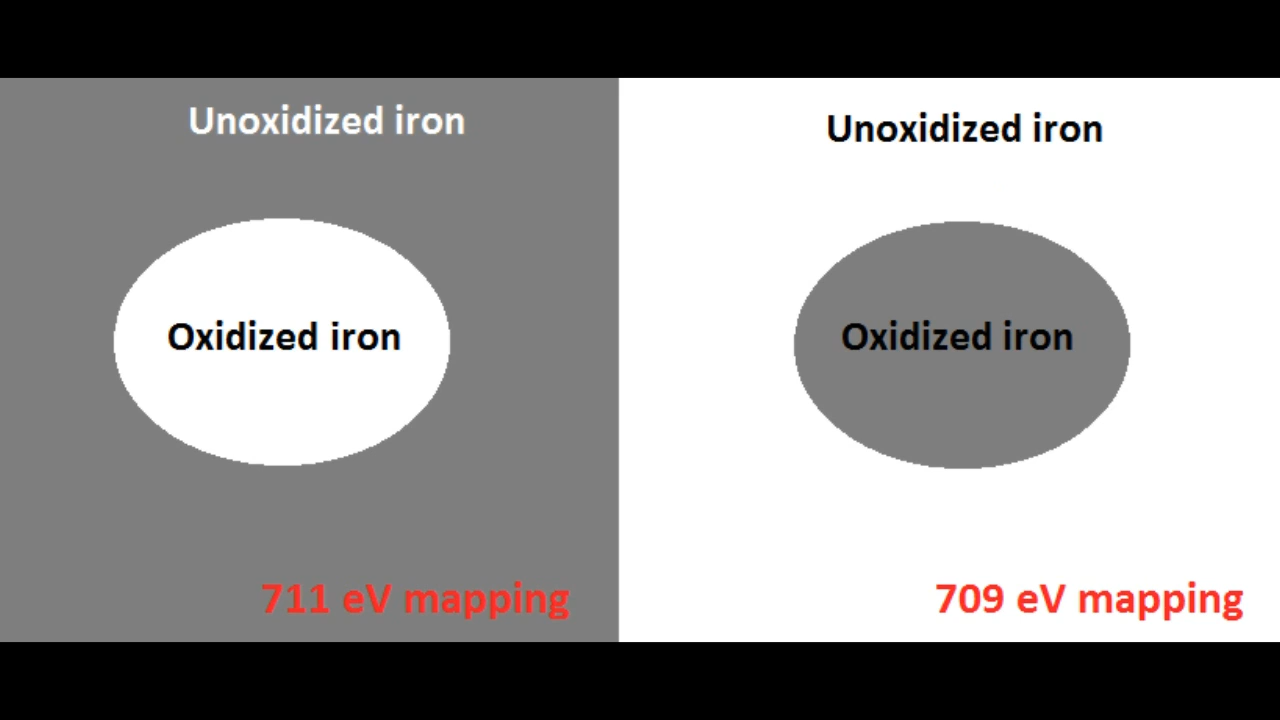 Unoxidized iron
Oxidized iron
711 eV mapping
Unoxidized iron
Oxidized iron
709 eV mapping